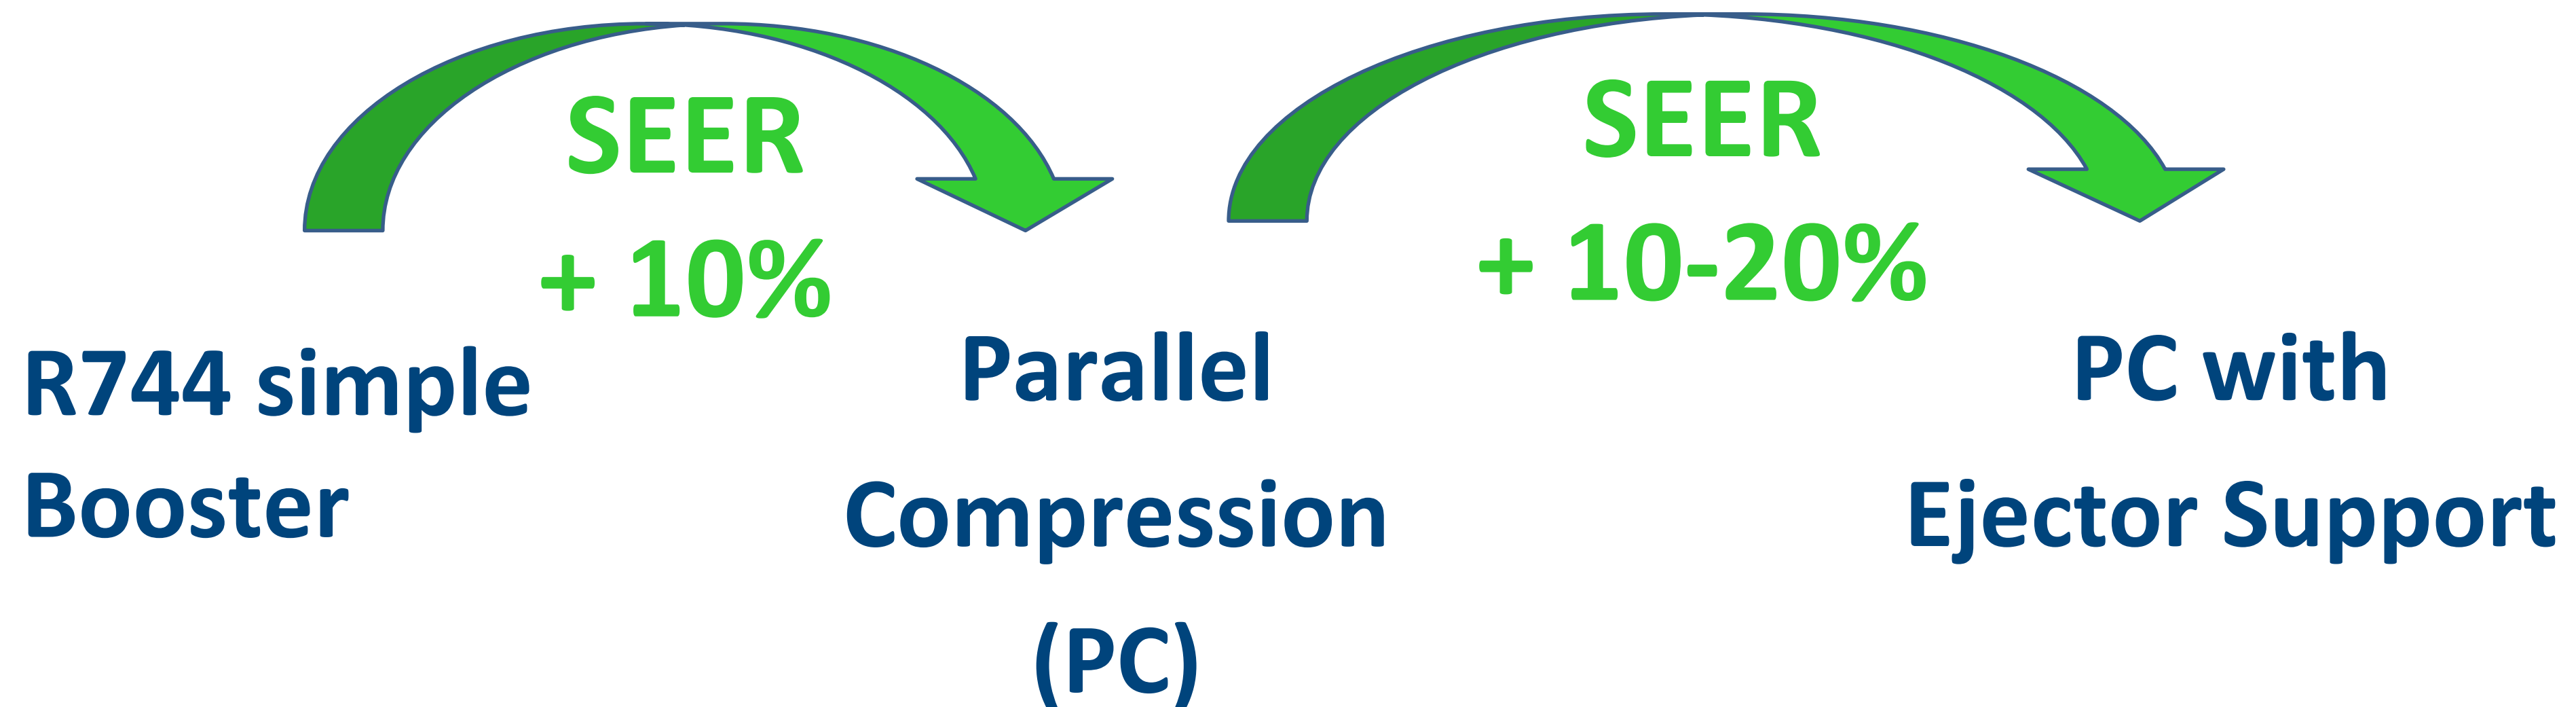 SEER
+ 10%
SEER
+ 10-20%
R744 simple
Booster
Parallel
Compression
(PC)
PC with
Ejector Support